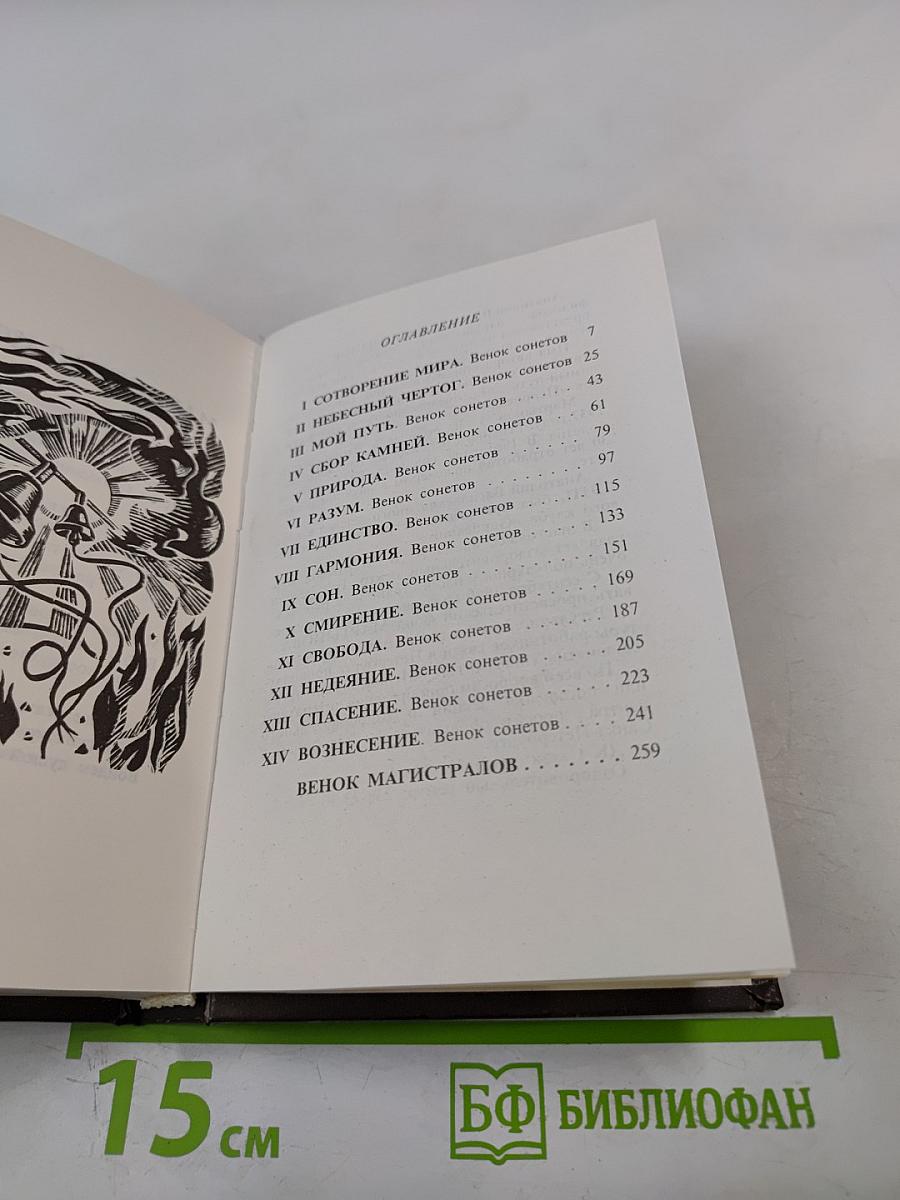 ОГЛАВЛЕНИЕ
I СОТВОРЕНИЕ МИРА. Венок сонетов 7
II НЕБЕСНЫЙ ЧЕРТОГ. Венок сонетов 25
III МОЙ ПУТЬ. Венок сонетов . . . . . 43
IV СБОР КАМНЕЙ. Венок сонетов . . 61
V ПРИРОДА. Венок сонетов . . . . . . 79
VI РАЗУМ. Венок сонетов . . . . . . . . 97
VII ЕДИНСТВО. Венок сонетов . . . . . . 115
VIII ГАРМОНИЯ. Венок сонетов . . . . . 133
IX СОН. Венок сонетов . . . . . . . . . . 151
X СМИРЕНИЕ. Венок сонетов . . . . . 169
XI СВОБОДА. Венок сонетов . . . . . . 187
XII НЕДЕЯНИЕ. Венок сонетов . . . . . 205
XIII СПАСЕНИЕ. Венок сонетов . . . . . 223
XIV ВОЗНЕСЕНИЕ. Венок сонетов . . . . 241
ВЕНОК МАГИСТРАЛОВ . . . . . . . 259
15 см
БФ БИБЛИОФАН